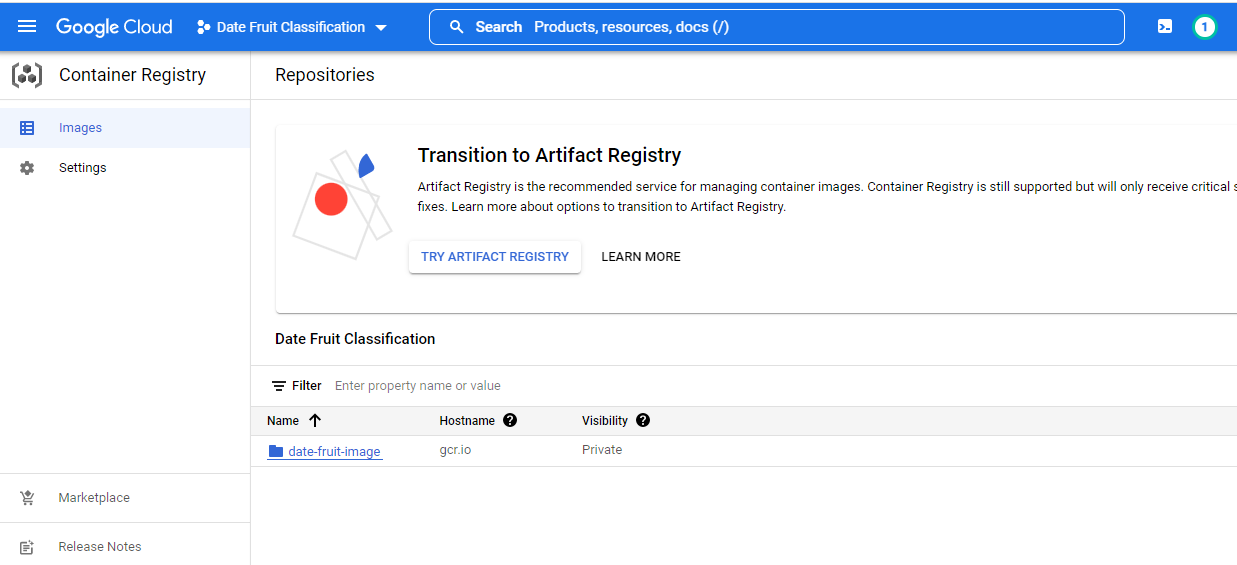 Google Cloud
Date Fruit Classification
Search Products, resources, docs (/)
1
Container Registry
Repositories
Images
Settings
Transition to Artifact Registry
Artifact Registry is the recommended service for managing container images. Container Registry is still supported but will only receive critical s
fixes. Learn more about options to transition to Artifact Registry.
TRY ARTIFACT REGISTRY
LEARN MORE
Date Fruit Classification
Filter Enter property name or value
Name Hostname ? Visibility ?
date-fruit-image gcr.io Private
Marketplace
Release Notes